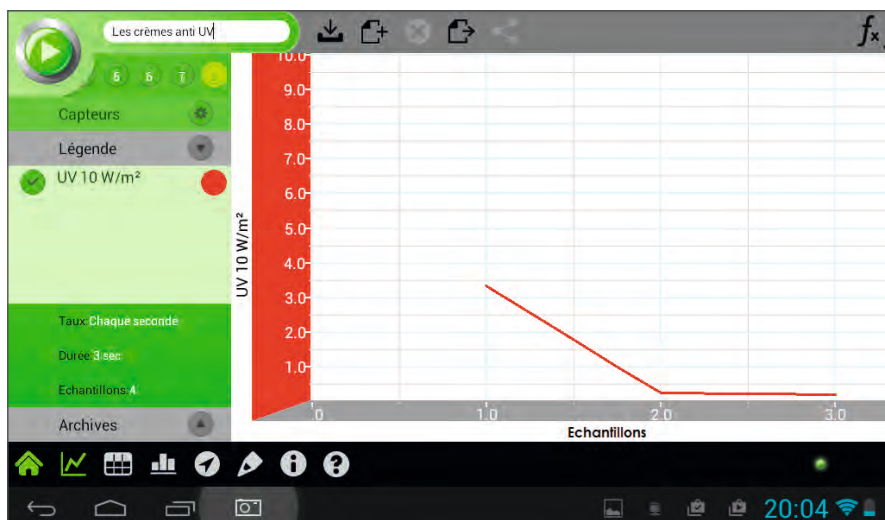 Les crèmes anti UV
fx
5 6 7
Capteurs
Légende
UV 10 W/m²
Taux:Chaque seconde
Durée:3 sec
Echantillons:4
Archives
UV 10 W/m²
10.0
9.0
8.0
7.0
6.0
5.0
4.0
3.0
2.0
1.0
.0 1.0 2.0 3.0
Echantillons
20:04